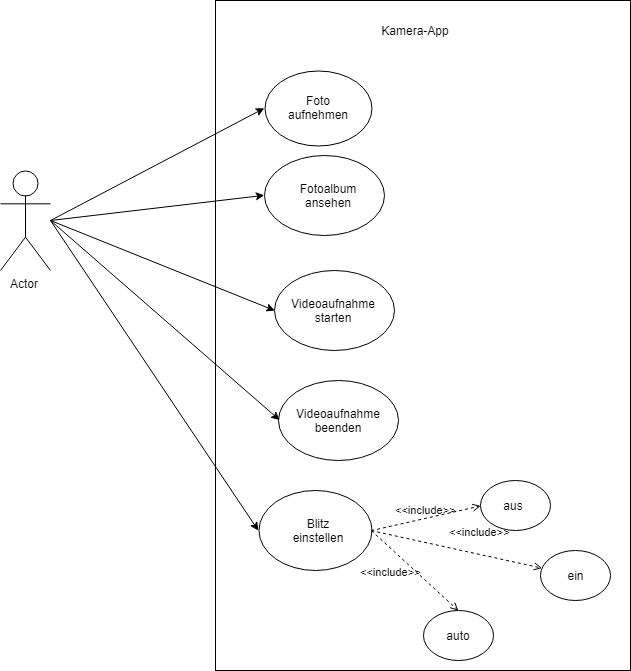 Kamera-App
Foto
aufnehmen
Fotoalbum
ansehen
Actor
Videoaufnahme
starten
Videoaufnahme
beenden
Blitz
einstellen
<<include>>
aus
<<include>>
<<include>>
ein
auto